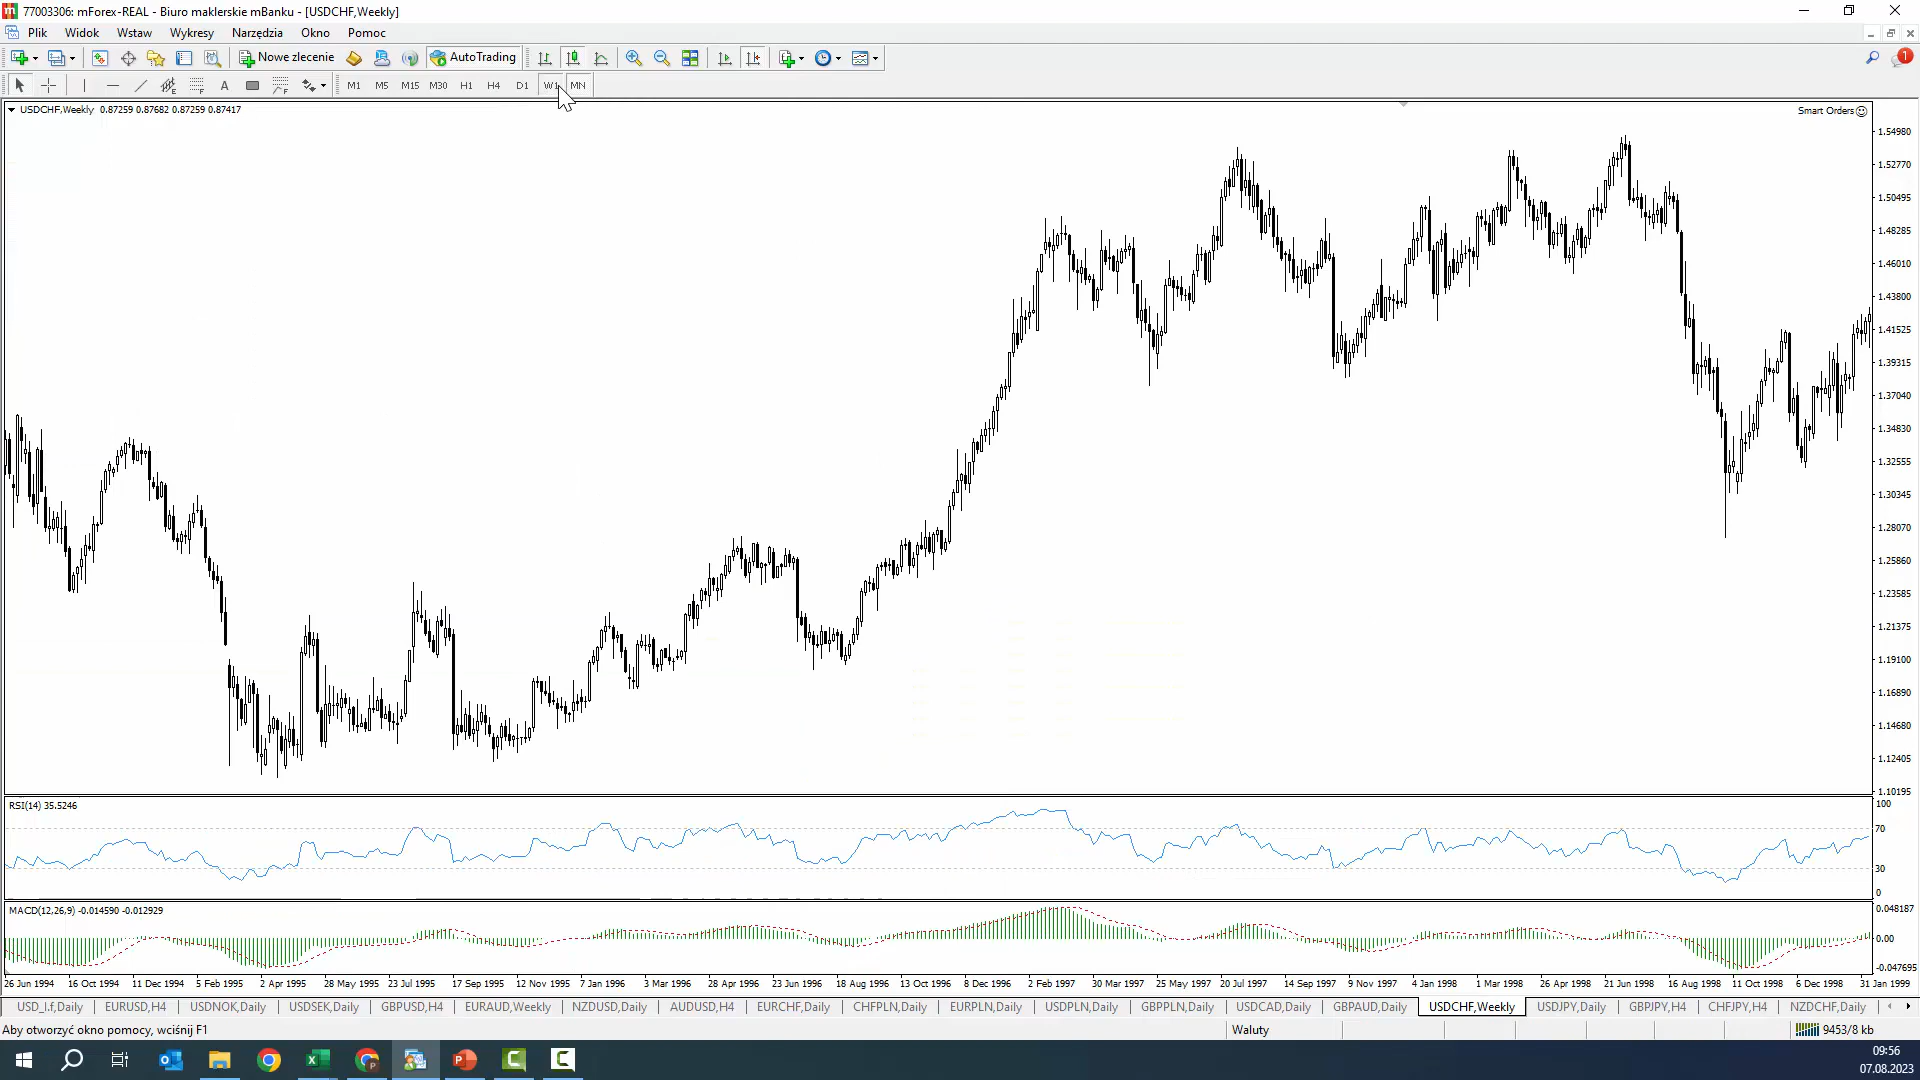 77003306: mForex-REAL - Biuro maklerskie mBanku - [USDCHF,Weekly]
Plik Widok Wstaw Wykresy Narzędzia Okno Pomoc
Nowe zlecenie AutoTrading 1
A M1 M5 M15 M30 H1 H4 D1 W1 MN
USDCHF,Weekly 0.87259 0.87682 0.87259 0.87417
Smart Orders
1.54980
1.52770
1.50495
1.48285
1.46010
1.43800
1.41525
1.39315
1.37040
1.34830
1.32555
1.30345
1.28070
1.25860
1.23585
1.21375
1.19100
1.16890
1.14680
1.12405
1.10195
RSI(14) 35.5246
100
70
30
0
MACD(12,26,9) -0.014590 -0.012929
0.048187
0.00
-0.047695
26 Jun 1994 16 Oct 1994 11 Dec 1994 5 Feb 1995 2 Apr 1995 28 May 1995 23 Jul 1995 17 Sep 1995 12 Nov 1995 7 Jan 1996 3 Mar 1996 28 Apr 1996 23 Jun 1996 18 Aug 1996 13 Oct 1996 8 Dec 1996 2 Feb 1997 30 Mar 1997 25 May 1997 20 Jul 1997 14 Sep 1997 9 Nov 1997 4 Jan 1998 1 Mar 1998 26 Apr 1998 21 Jun 1998 16 Aug 1998 11 Oct 1998 6 Dec 1998 31 Jan 1999
USD_I.f,Daily EURUSD,H4 USDNOK,Daily USDSEK,Daily GBPUSD,H4 EURAUD,Weekly NZDUSD,Daily AUDUSD,H4 EURCHF,Daily CHFPLN,Daily EURPLN,Daily USDPLN,Daily GBPPLN,Daily USDCAD,Daily GBPAUD,Daily USDCHF,Weekly USDJPY,Daily GBPJPY,H4 CHFJPY,H4 NZDCHF,Daily
Aby otworzyć okno pomocy, wciśnij F1 Waluty 9453/8 kb
09:56
07.08.2023